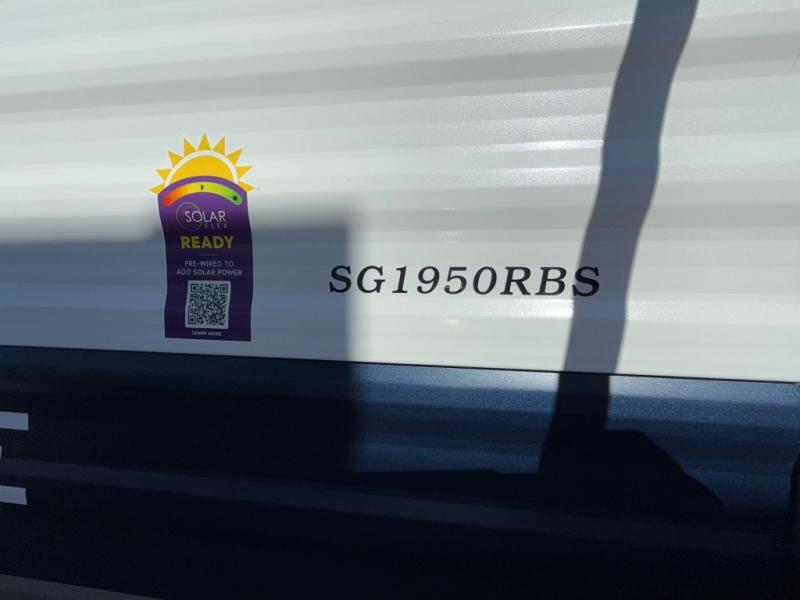 SOLAR
FLEX
READY
PRE-WIRED TO
ADD SOLAR POWER
LEARN MORE
SG1950RBS